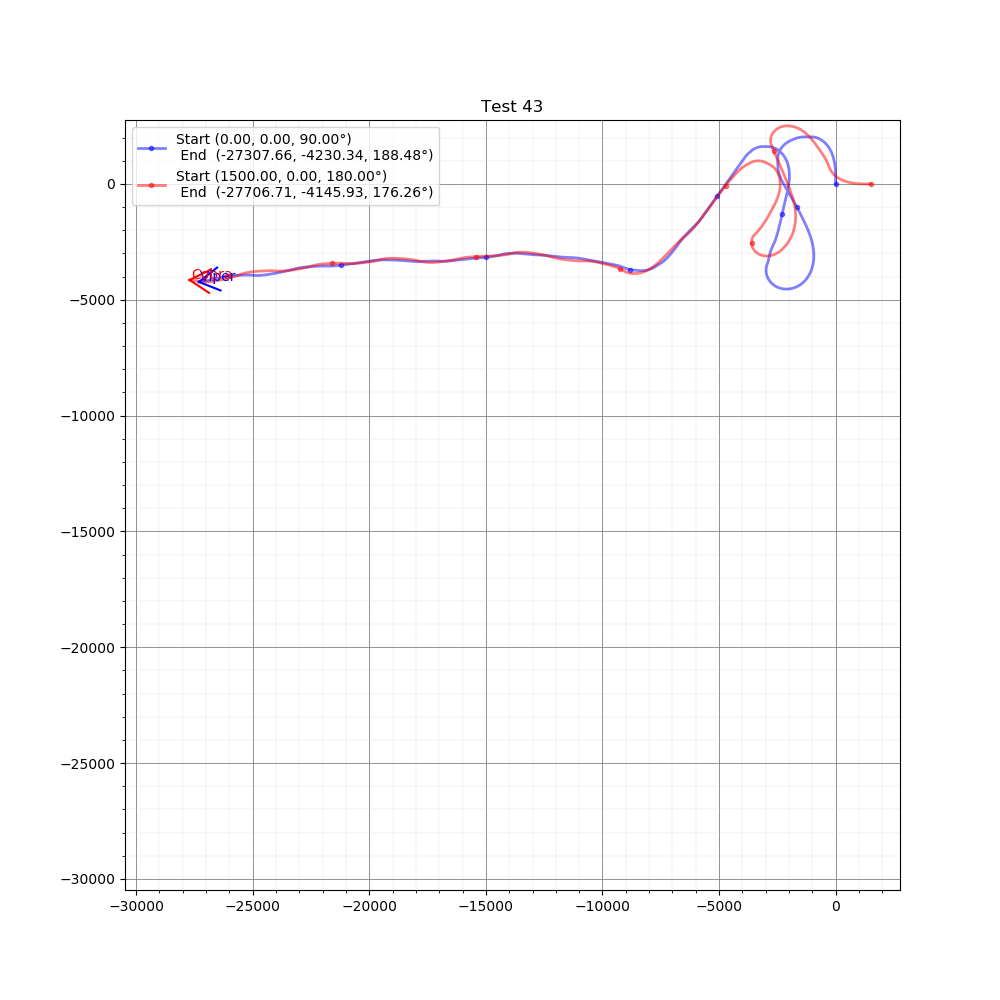 Test 43
Start (0.00, 0.00, 90.00°)
End  (-27307.66, -4230.34, 188.48°)
Start (1500.00, 0.00, 180.00°)
End  (-27706.71, -4145.93, 176.26°)
0
−5000
−10000
−15000
−20000
−25000
−30000
−30000 −25000 −20000 −15000 −10000 −5000 0